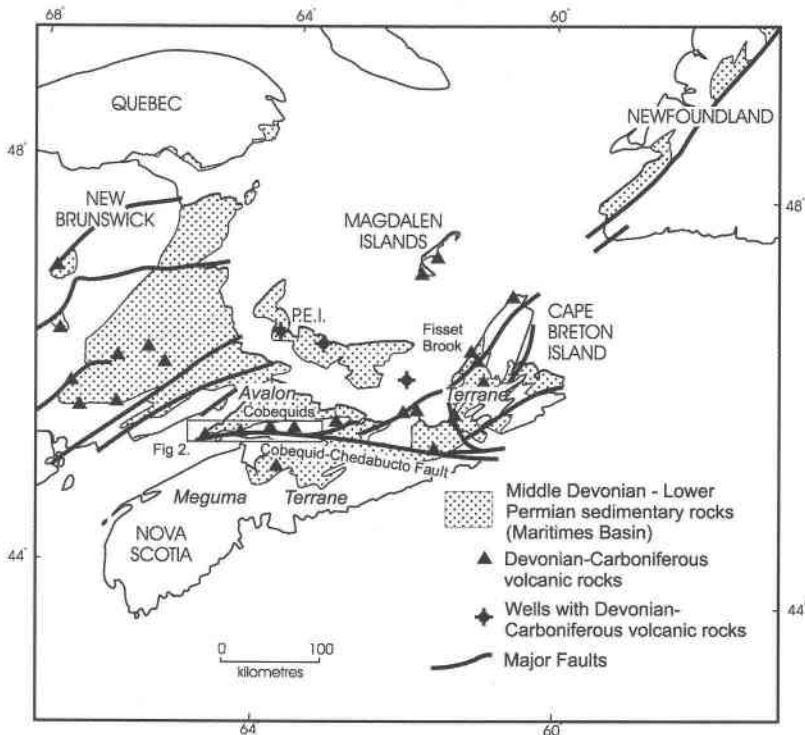 68°
64°
60°
QUEBEC
NEWFOUNDLAND
48°
NEW
BRUNSWICK
48°
MAGDALEN
ISLANDS
P.E.I.
Fisset
Brook
CAPE
BRETON
ISLAND
Avalon
Terrane
Cobequids
Fig 2.
Cobequid-Chedabucto Fault
Meguma Terrane
NOVA
SCOTIA
44°
44°
Middle Devonian - Lower
Permian sedimentary rocks
(Maritimes Basin)
Devonian-Carboniferous
volcanic rocks
Wells with Devonian-
Carboniferous volcanic rocks
Major Faults
0 100
kilometres
64°
60°